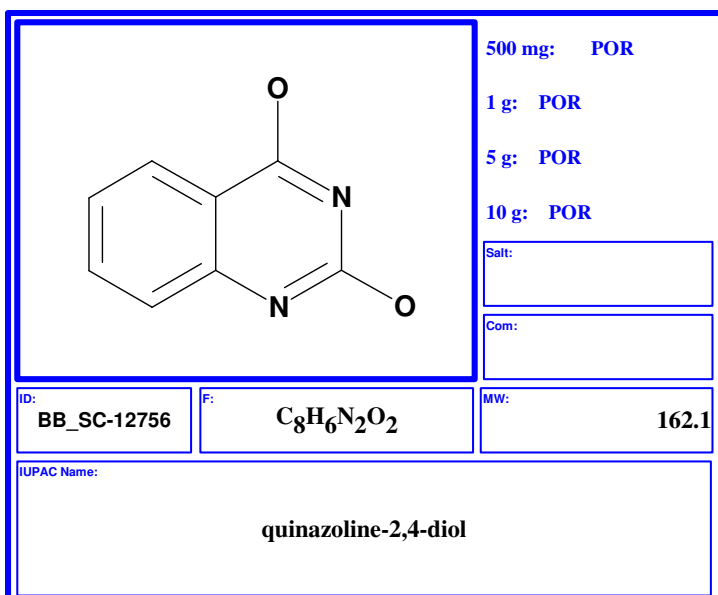 O
N
N
O
500 mg: POR
1 g: POR
5 g: POR
10 g: POR
Salt:
Com:
ID:
BB_SC-12756
F:
C8H6N2O2
MW:
162.1
IUPAC Name:
quinazoline-2,4-diol